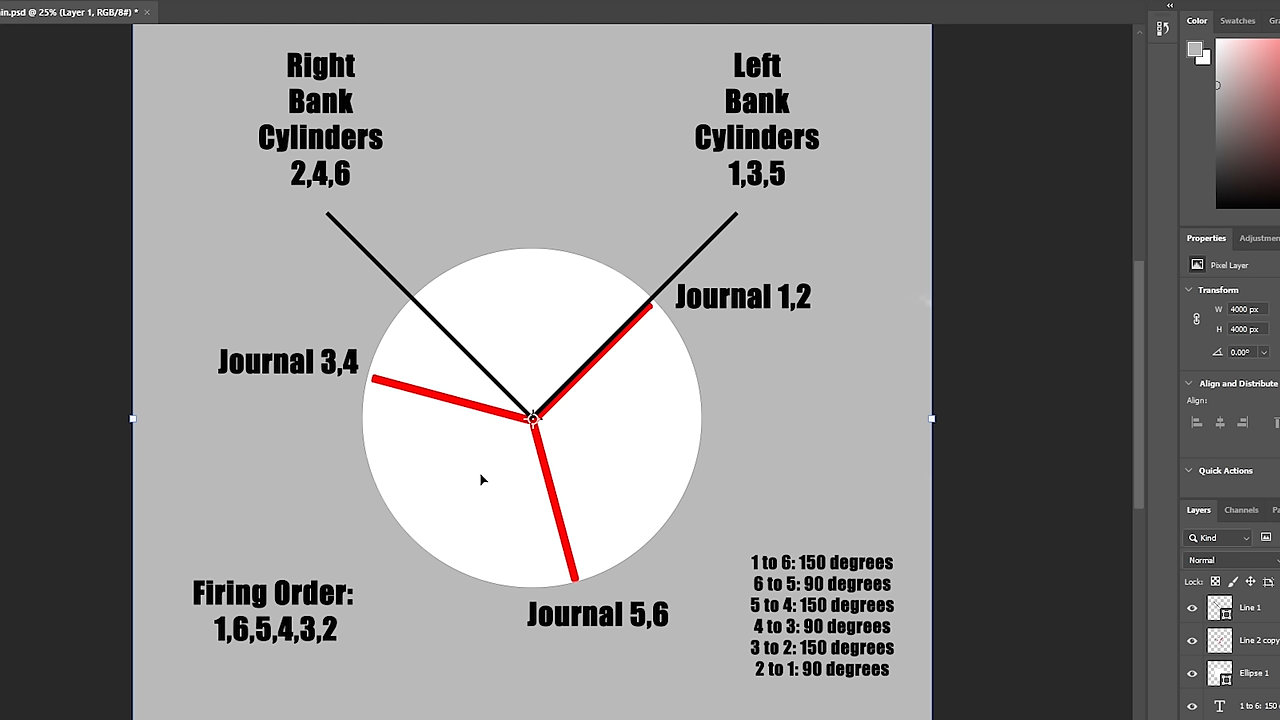 in.psd @ 25% (Layer 1, RGB/8#) *
Color
Swatches
Right
Bank
Cylinders
2,4,6
Left
Bank
Cylinders
1,3,5
Journal 1,2
Journal 3,4
Journal 5,6
Firing Order:
1,6,5,4,3,2
1 to 6: 150 degrees
6 to 5: 90 degrees
5 to 4: 150 degrees
4 to 3: 90 degrees
3 to 2: 150 degrees
2 to 1: 90 degrees
Properties
Adjustmen
Pixel Layer
Transform
W 4000 px
H 4000 px
0.00°
Align and Distribute
Align:
Quick Actions
Layers
Channels
Kind
Normal
Lock:
Line 1
Line 2 copy
Ellipse 1
T 1 to 6: 150